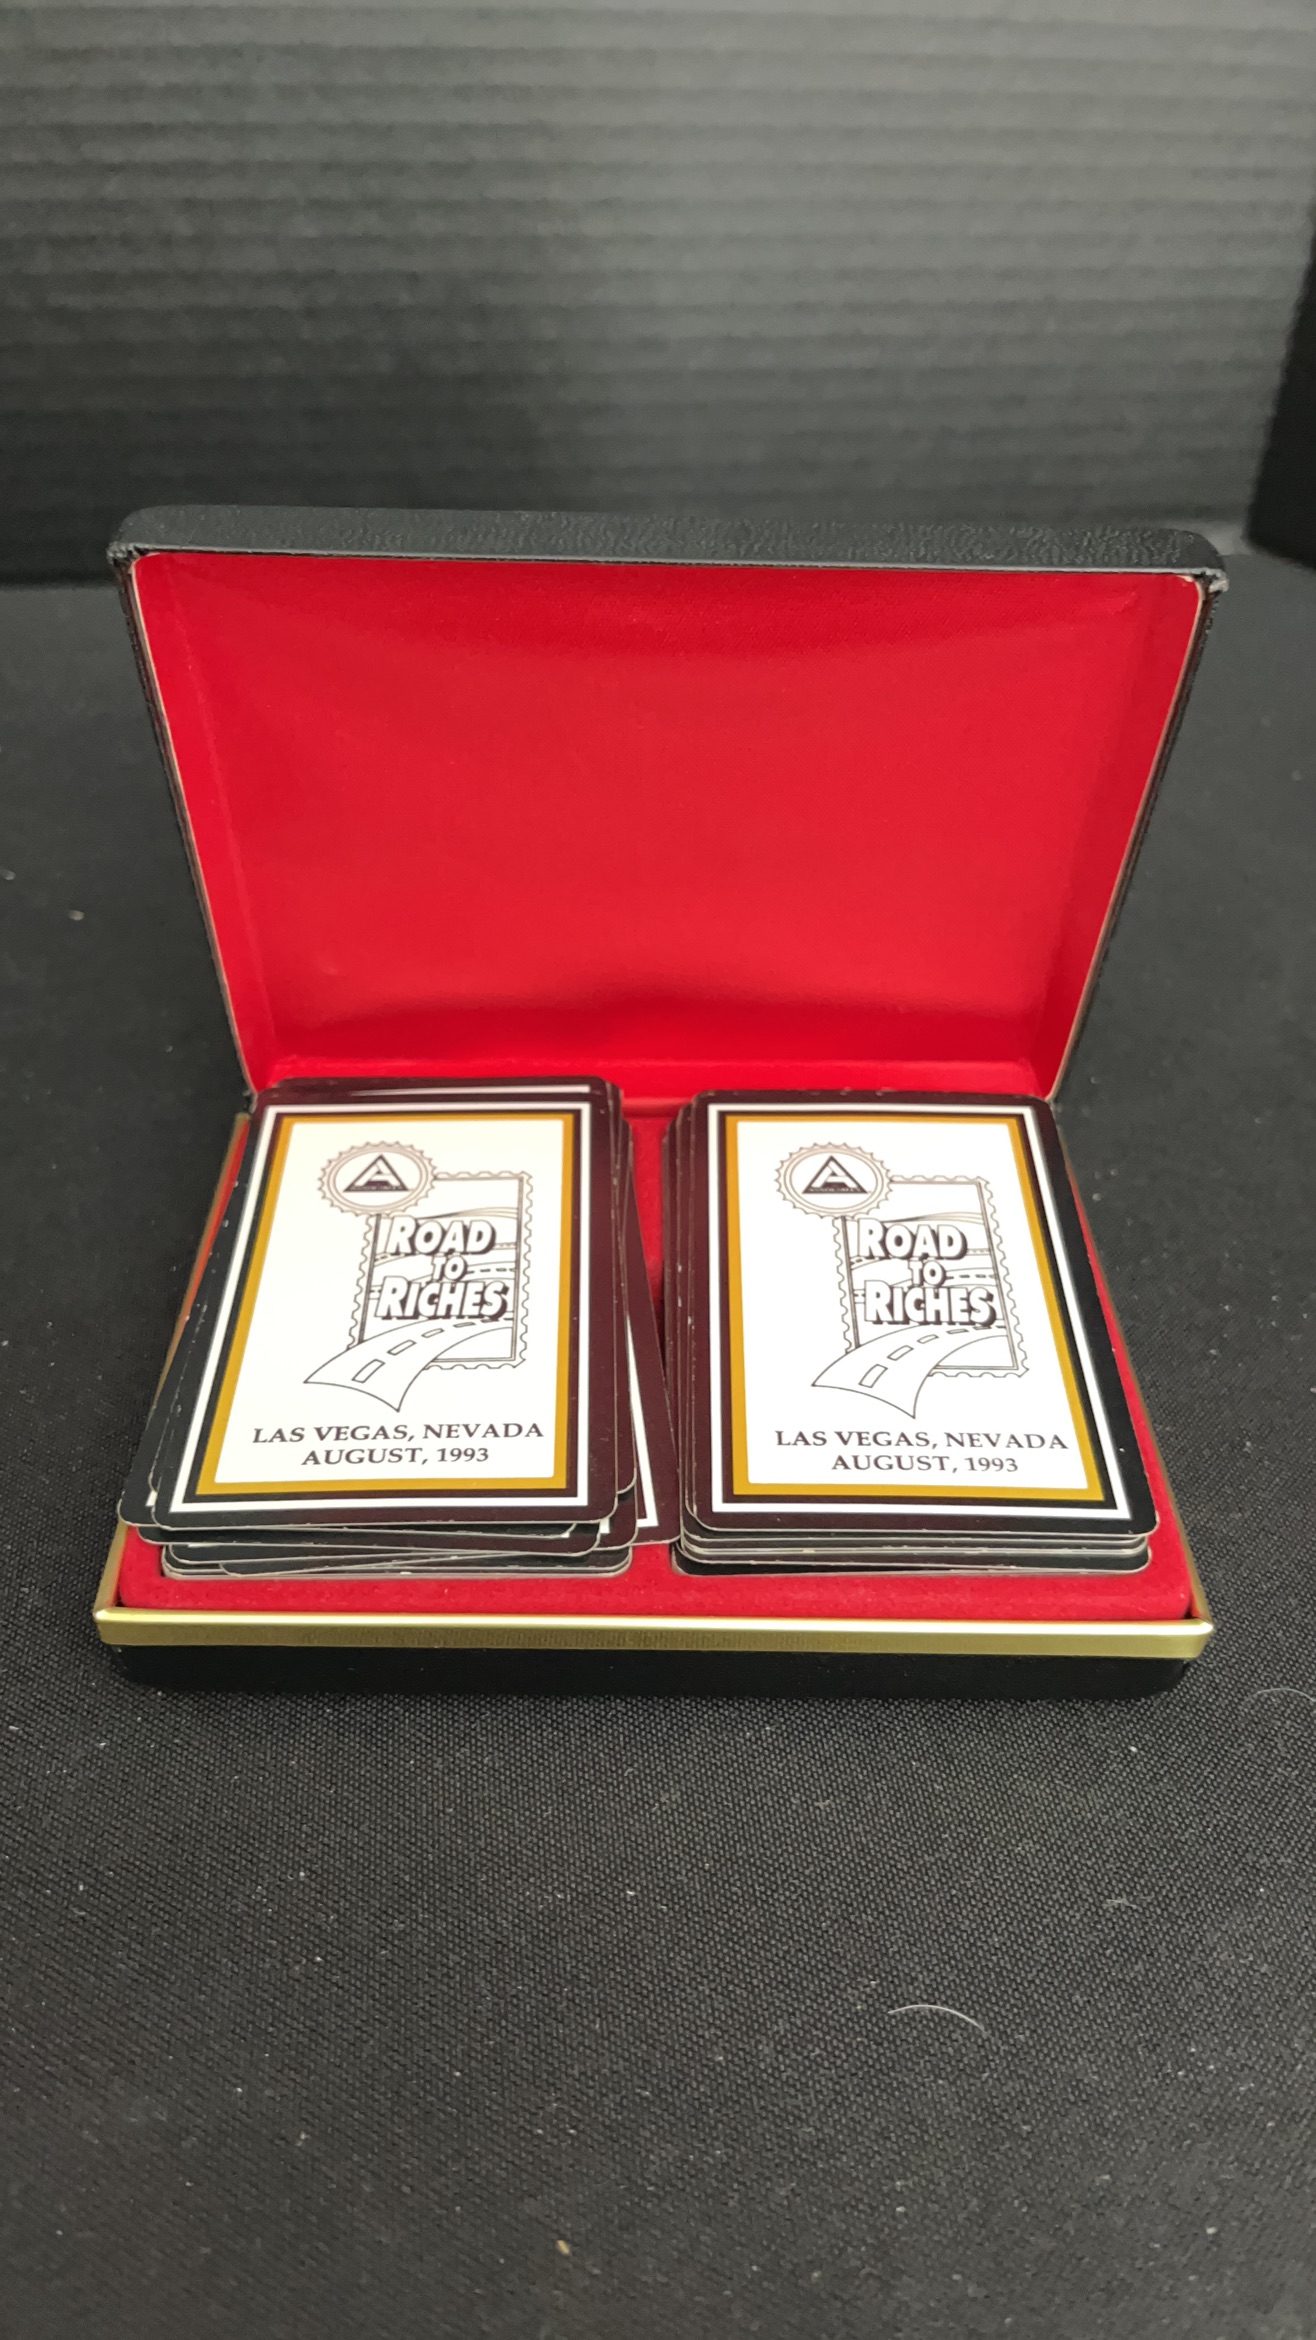 ROAD
TO
RICHES
LAS VEGAS, NEVADA
AUGUST, 1993
ROAD
TO
RICHES
LAS VEGAS, NEVADA
AUGUST, 1993